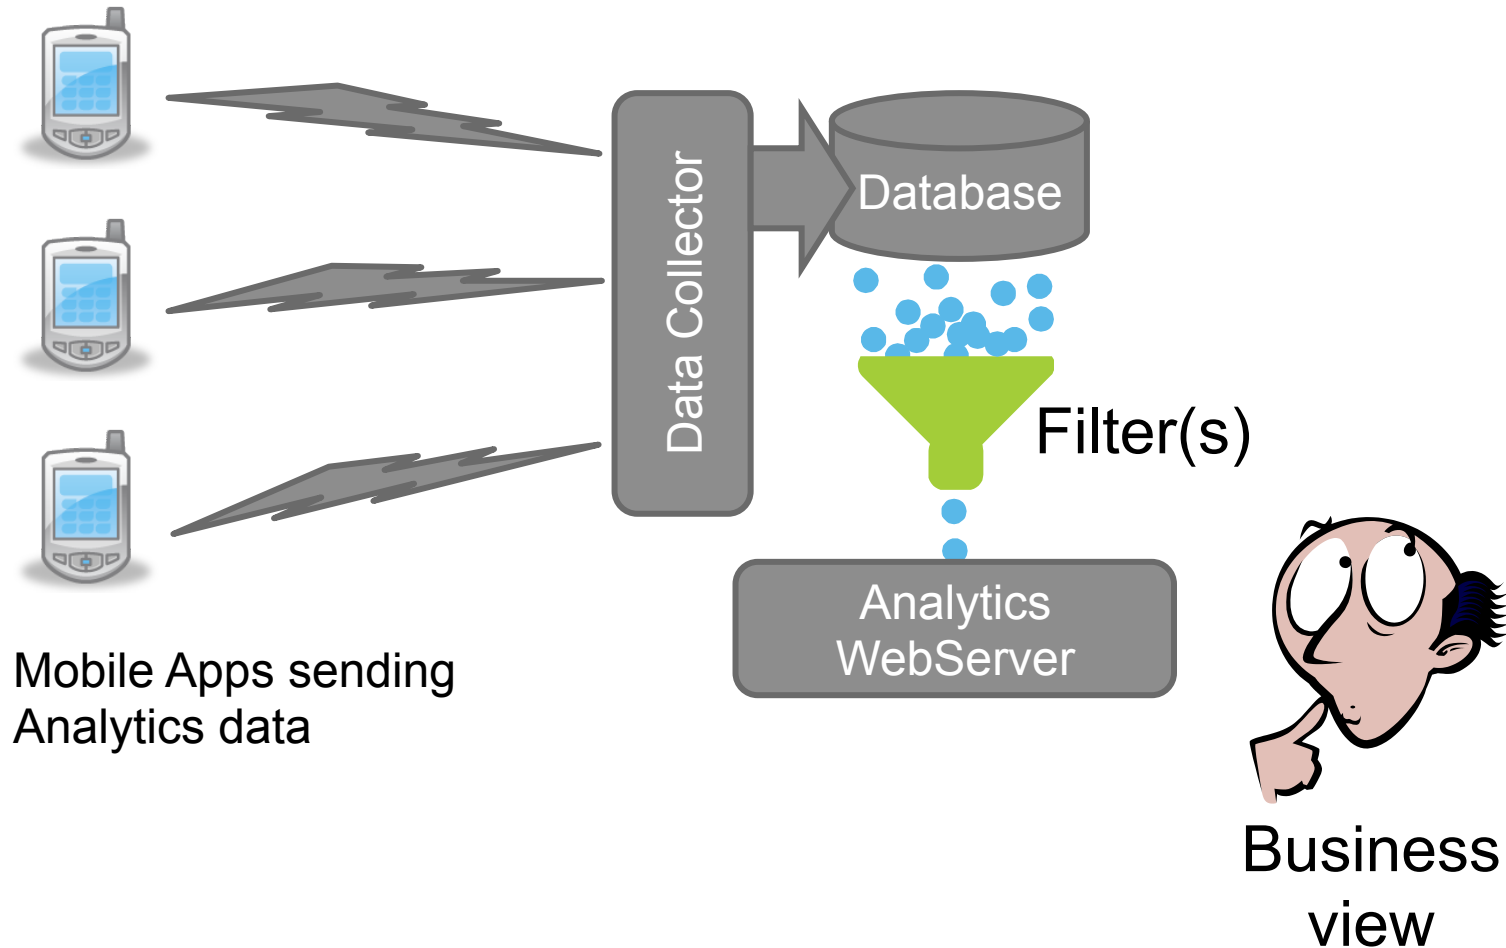 Data Collector
Database
Filter(s)
Analytics
WebServer
Mobile Apps sending
Analytics data
Business
view